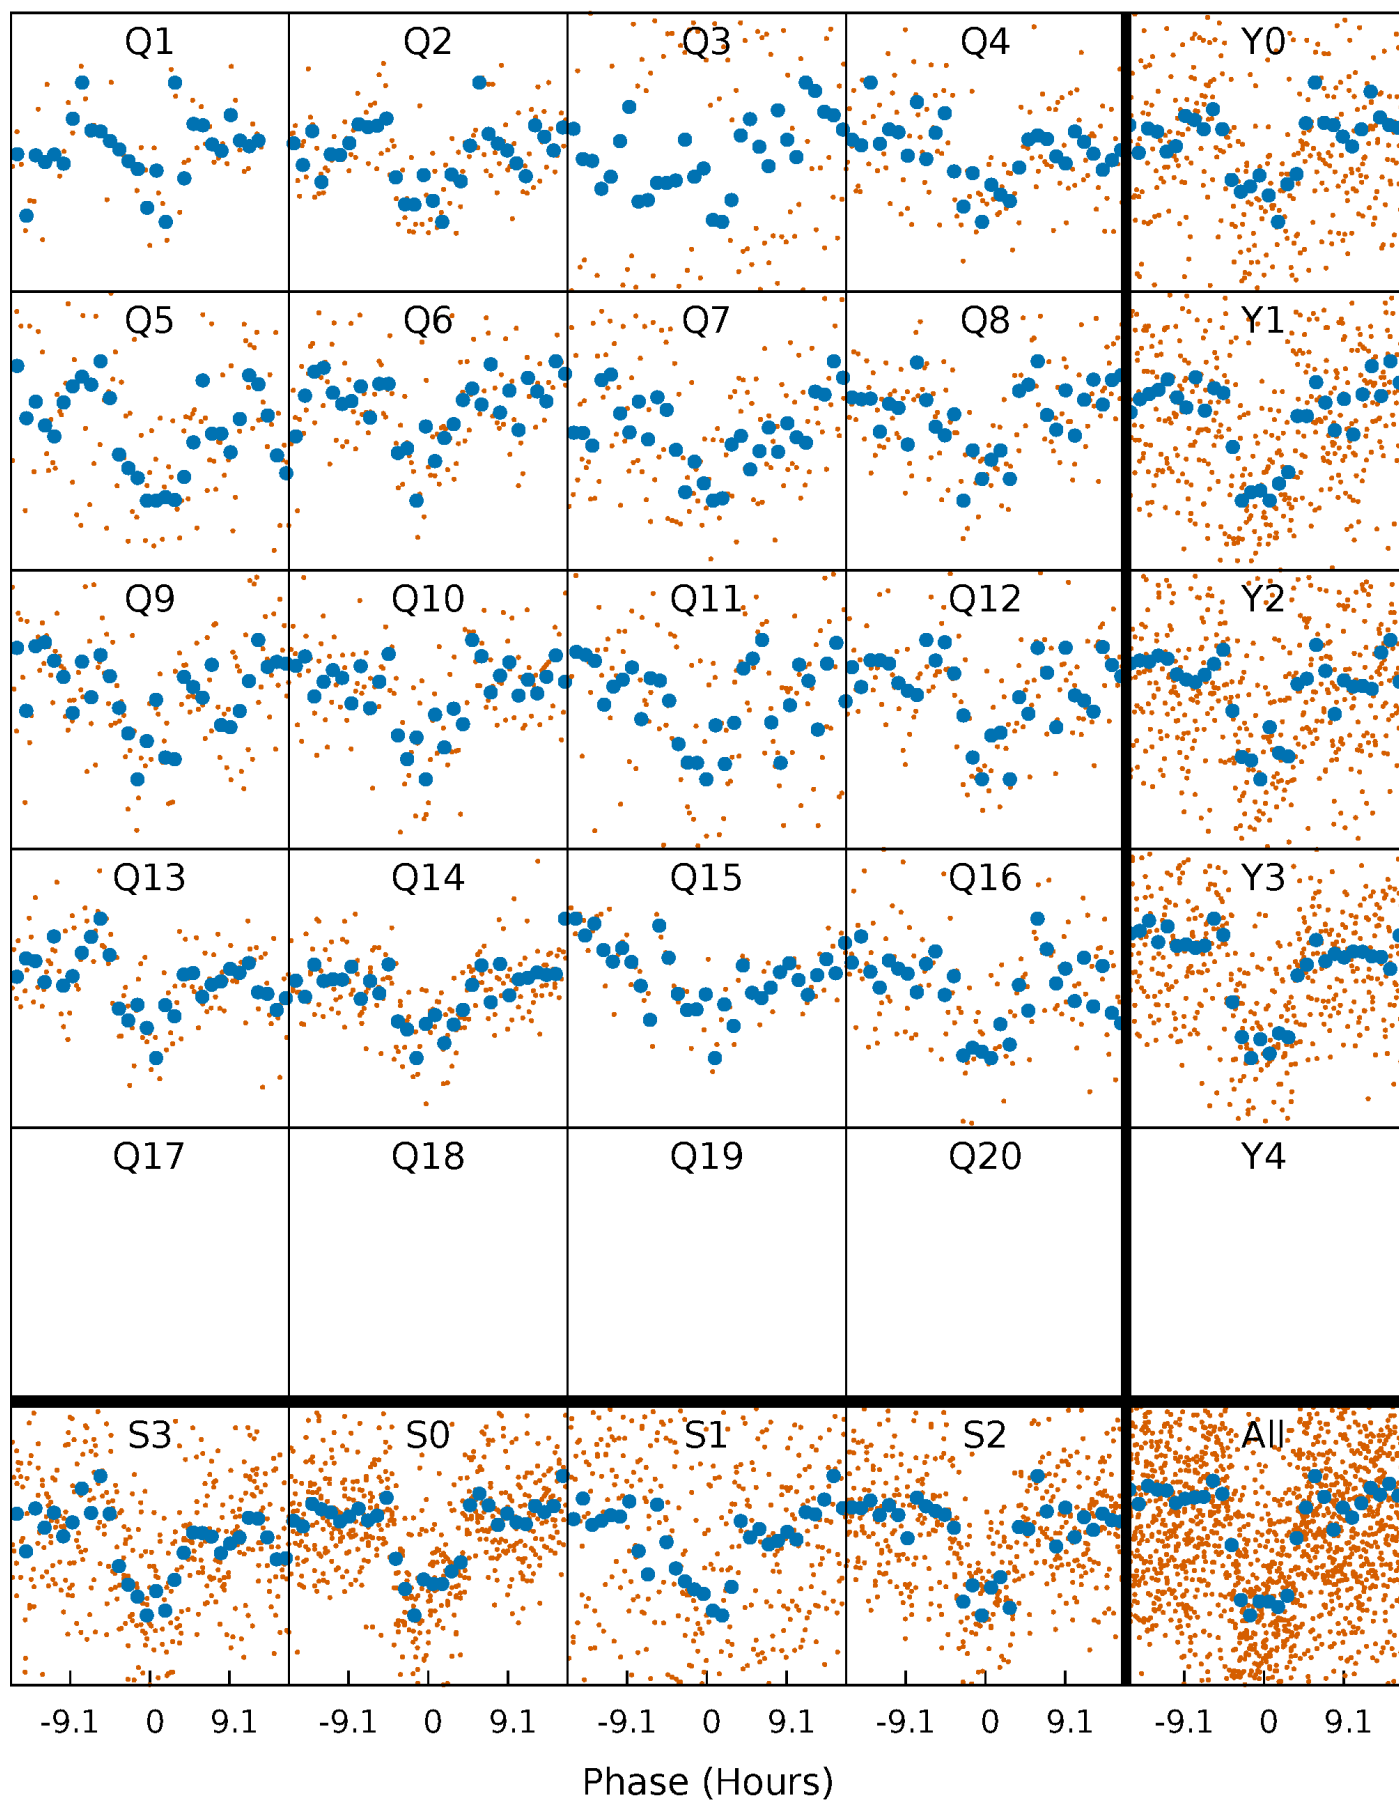 Q1 Q2 Q3 Q4 Y0
Q5 Q6 Q7 Q8 Y1
Q9 Q10 Q11 Q12 Y2
Q13 Q14 Q15 Q16 Y3
Q17 Q18 Q19 Q20 Y4
S3 S0 S1 S2 All
-9.1 0 9.1 -9.1 0 9.1 -9.1 0 9.1 -9.1 0 9.1 -9.1 0 9.1
Phase (Hours)